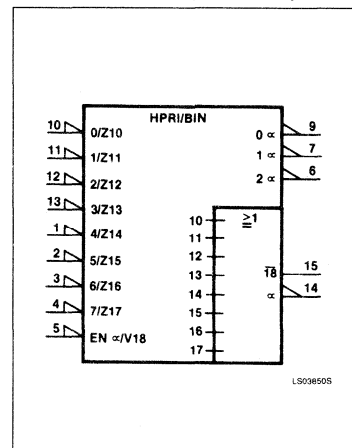 HPRI/BIN
10 0/Z10
11 1/Z11
12 2/Z12
13 3/Z13
1 4/Z14
2 5/Z15
3 6/Z16
4 7/Z17
5 EN ∝/V18
0 ∝ 9
1 ∝ 7
2 ∝ 6
≥1
10
11
12
13
14
15
16
17
18 15
∝ 14
LS03850S